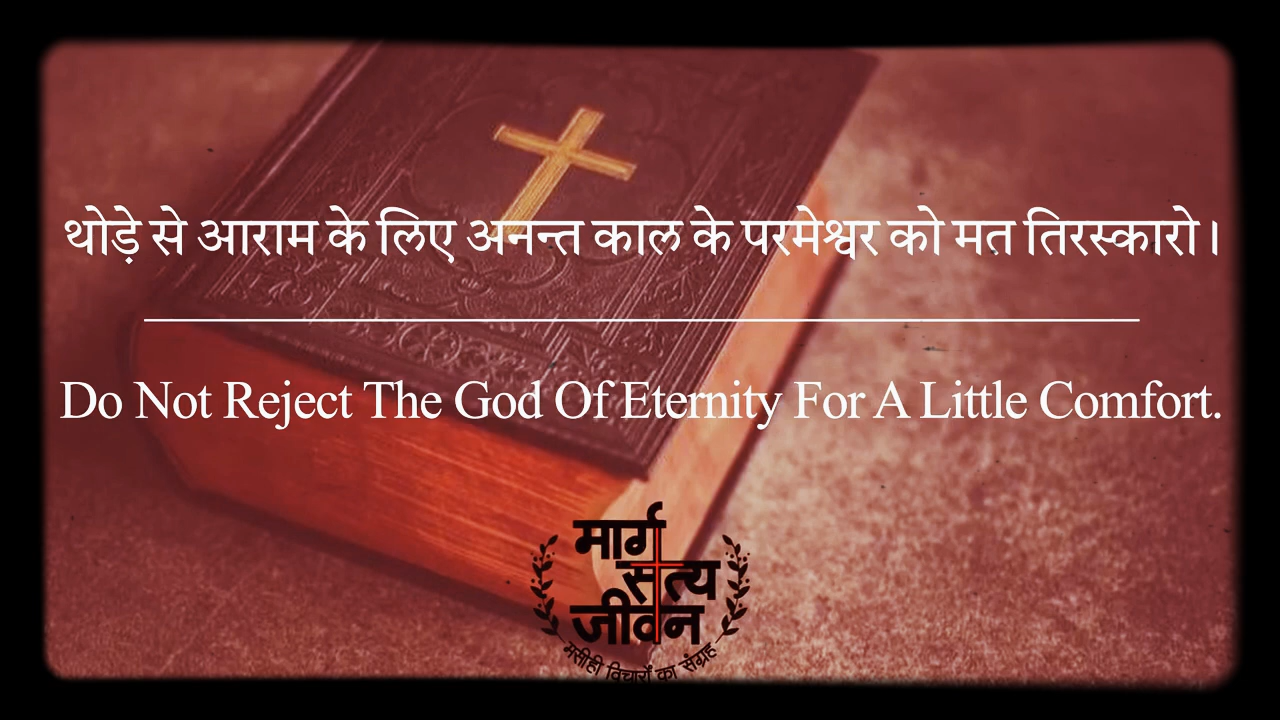 थोड़े से आराम के लिए अनन्त काल के परमेश्वर को मत तिरस्कारो।
Do Not Reject The God Of Eternity For A Little Comfort.
मार्ग
सत्य
जीवन
मसीही विचारों का संग्रह